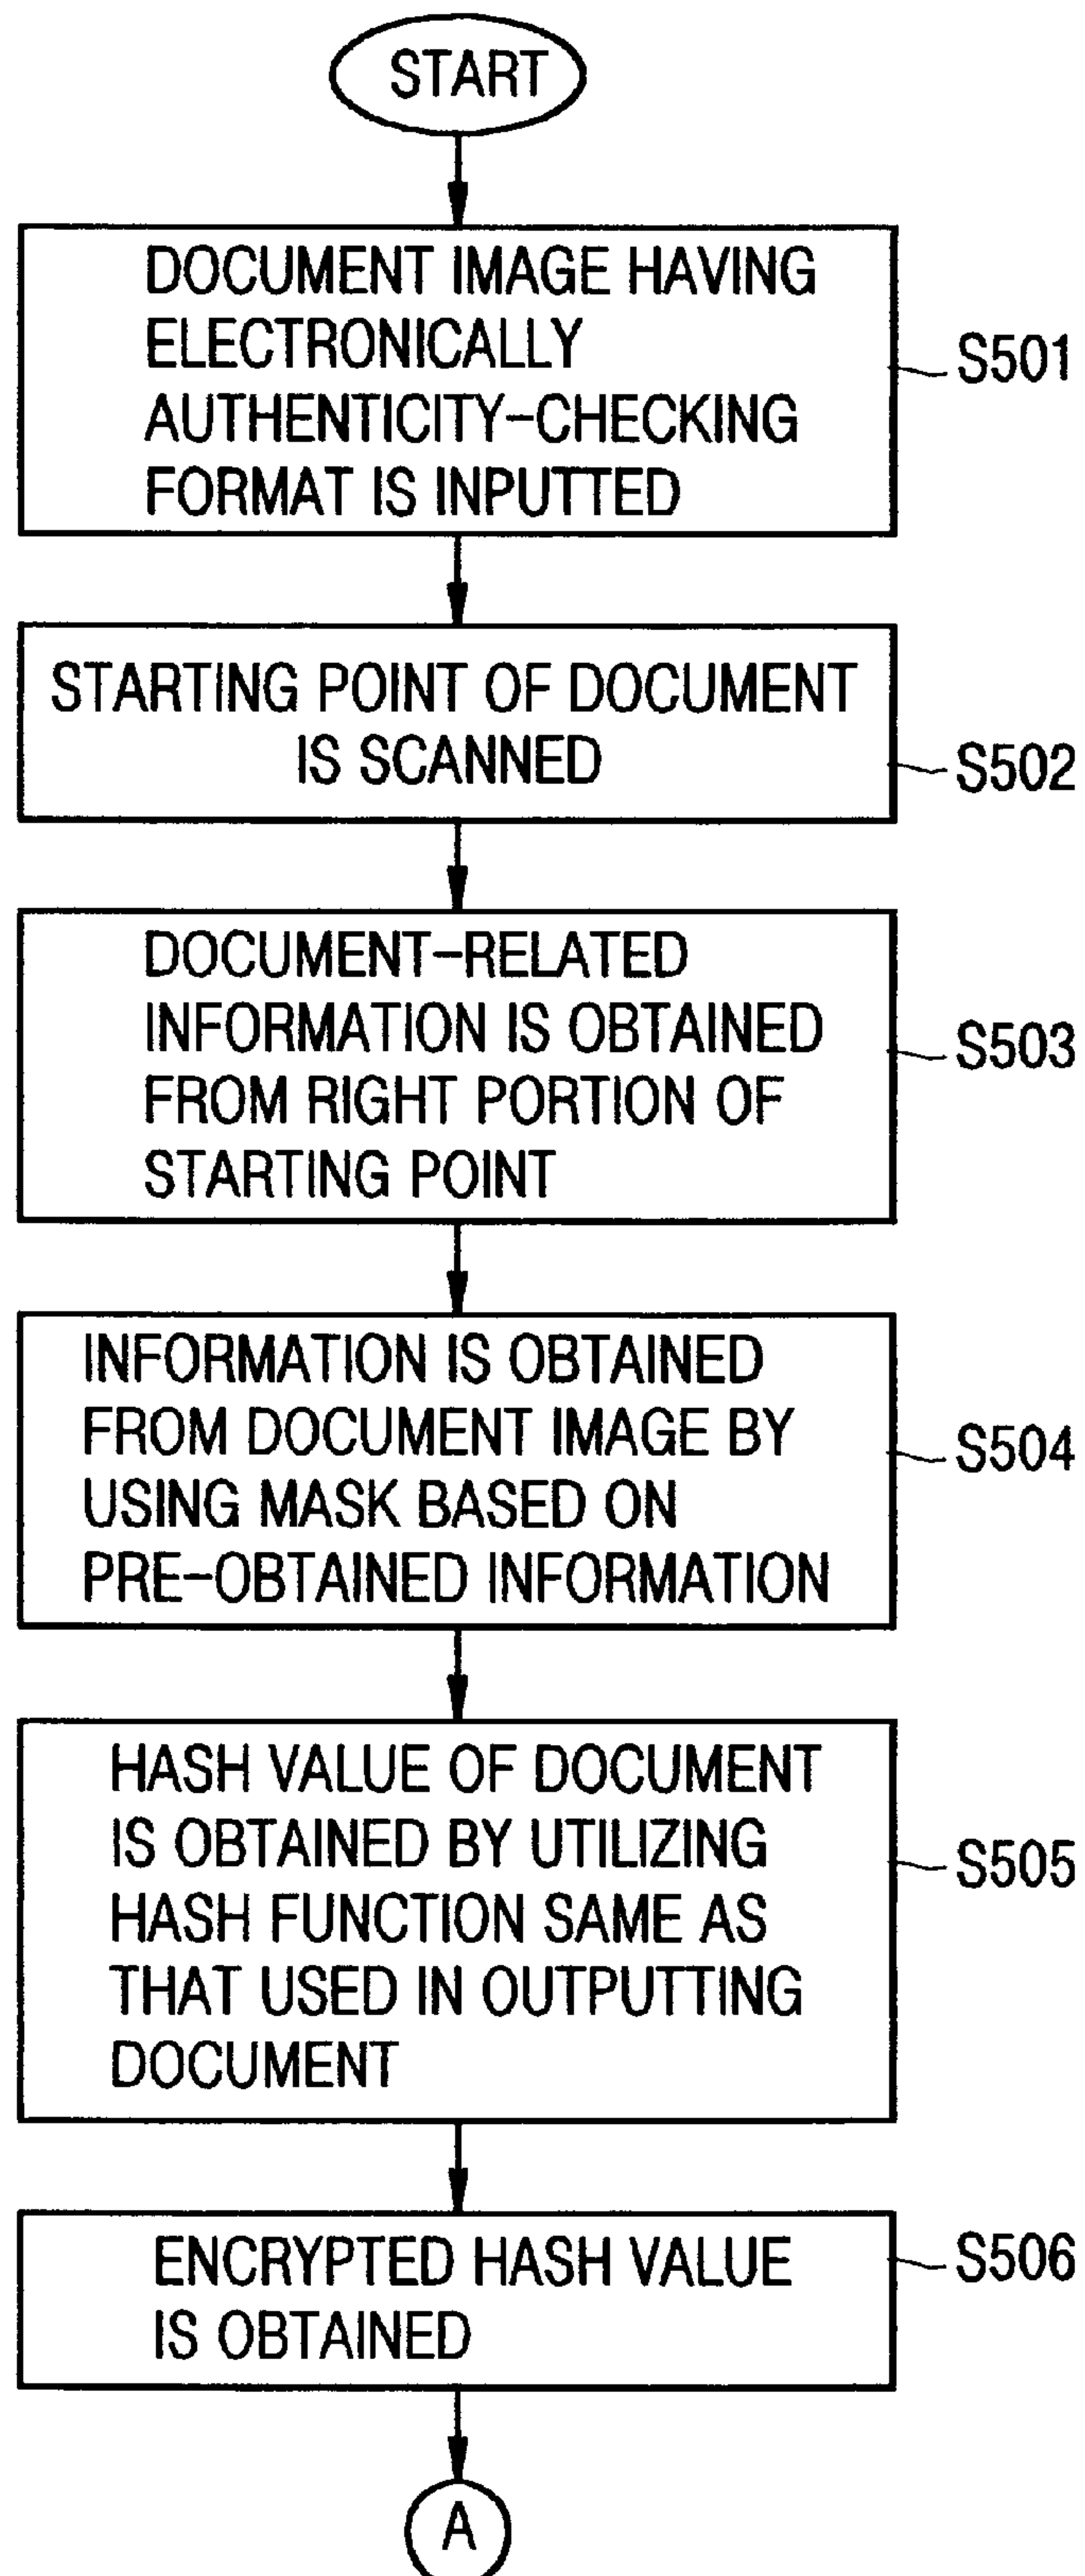 START
DOCUMENT IMAGE HAVING
ELECTRONICALLY
AUTHENTICITY-CHECKING
FORMAT IS INPUTTED
S501
STARTING POINT OF DOCUMENT
IS SCANNED
S502
DOCUMENT-RELATED
INFORMATION IS OBTAINED
FROM RIGHT PORTION OF
STARTING POINT
S503
INFORMATION IS OBTAINED
FROM DOCUMENT IMAGE BY
USING MASK BASED ON
PRE-OBTAINED INFORMATION
S504
HASH VALUE OF DOCUMENT
IS OBTAINED BY UTILIZING
HASH FUNCTION SAME AS
THAT USED IN OUTPUTTING
DOCUMENT
S505
ENCRYPTED HASH VALUE
IS OBTAINED
S506
A